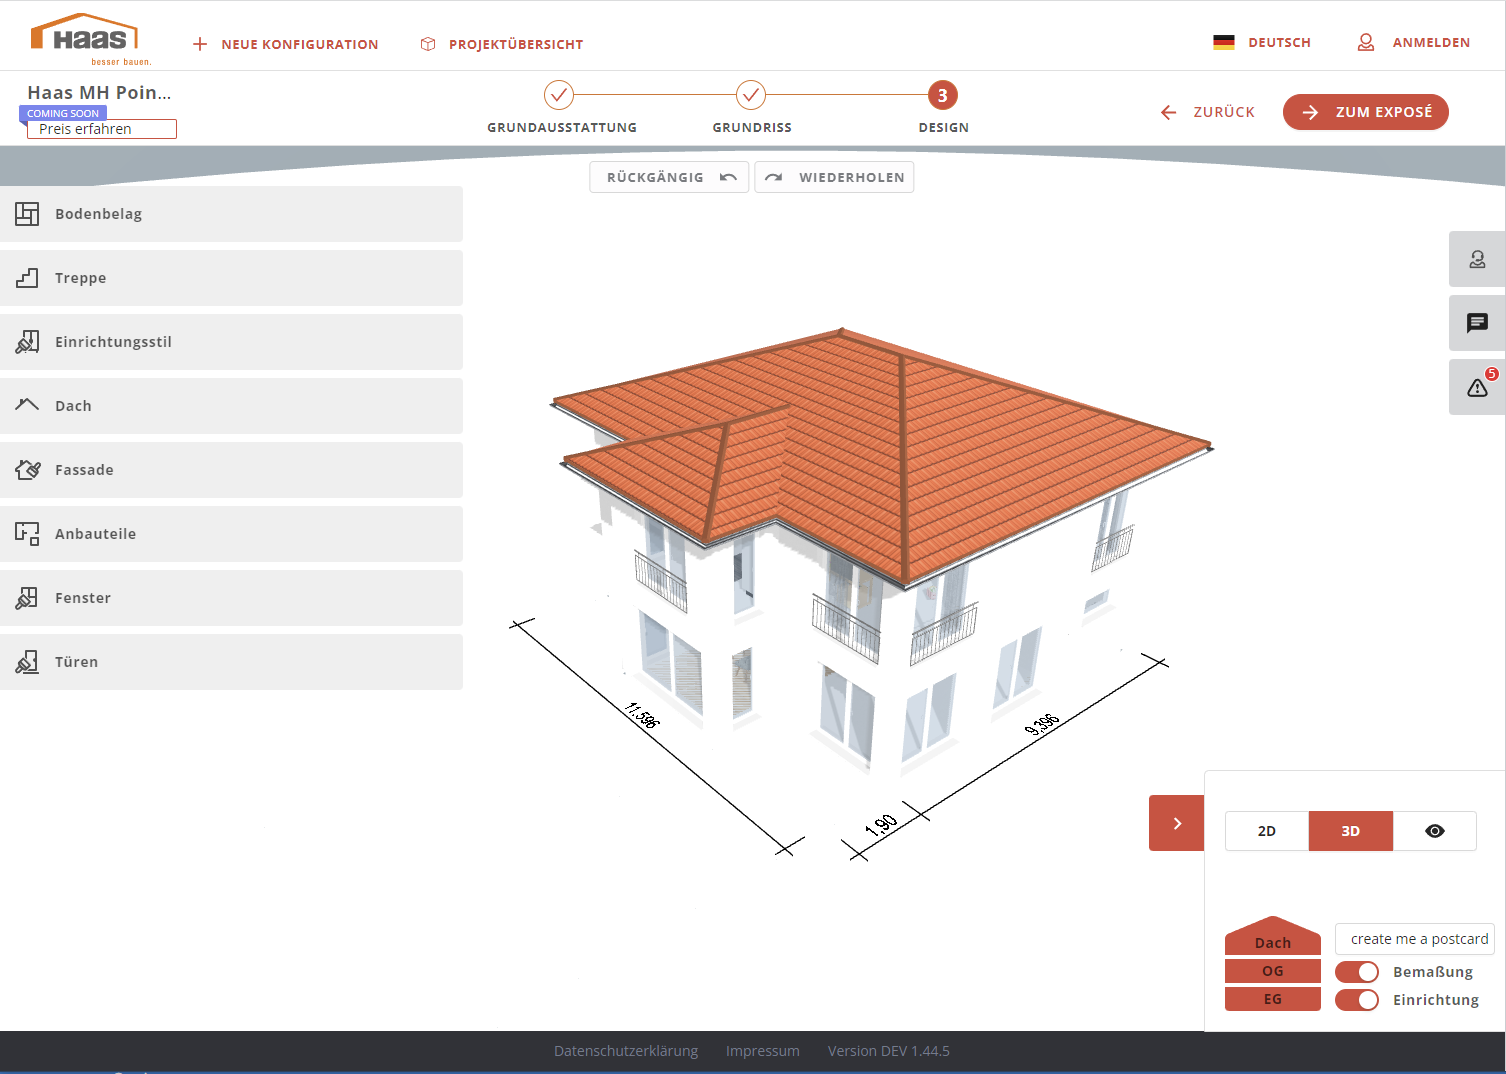 Haas
besser bauen.
NEUE KONFIGURATION
PROJEKTÜBERSICHT
DEUTSCH
ANMELDEN
Haas MH Poin...
COMING SOON
Preis erfahren
3
GRUNDAUSSTATTUNG
GRUNDRISS
DESIGN
ZURÜCK
ZUM EXPOSÉ
RÜCKGÄNGIG
WIEDERHOLEN
Bodenbelag
Treppe
Einrichtungsstil
Dach
Fassade
Anbauteile
Fenster
Türen
5
11,596
9,396
1,90
2D
3D
Dach
OG
EG
create me a postcard
Bemaßung
Einrichtung
Datenschutzerklärung
Impressum
Version DEV 1.44.5